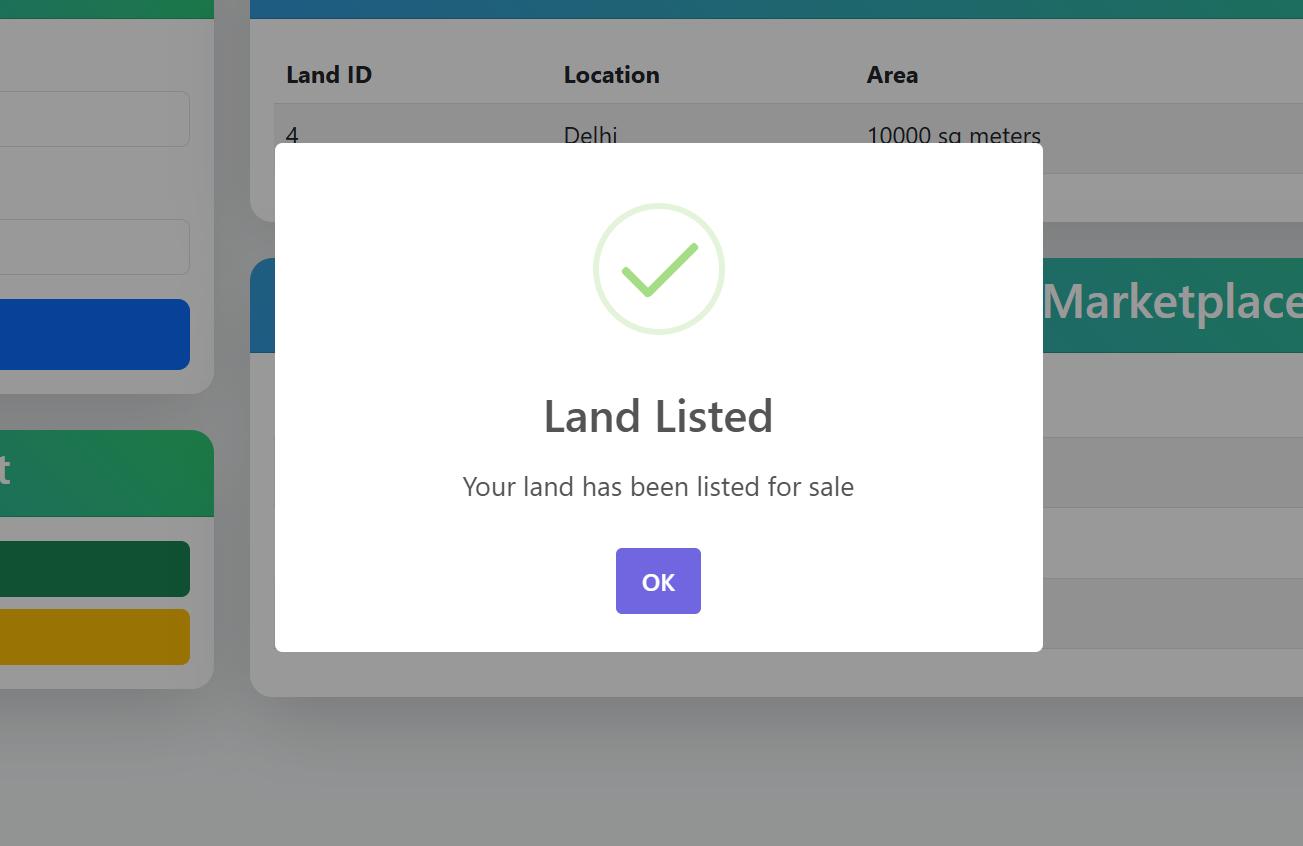 Land ID Location Area
4 Delhi 10000 sq meters
Marketplace
Land Listed
Your land has been listed for sale
OK
t